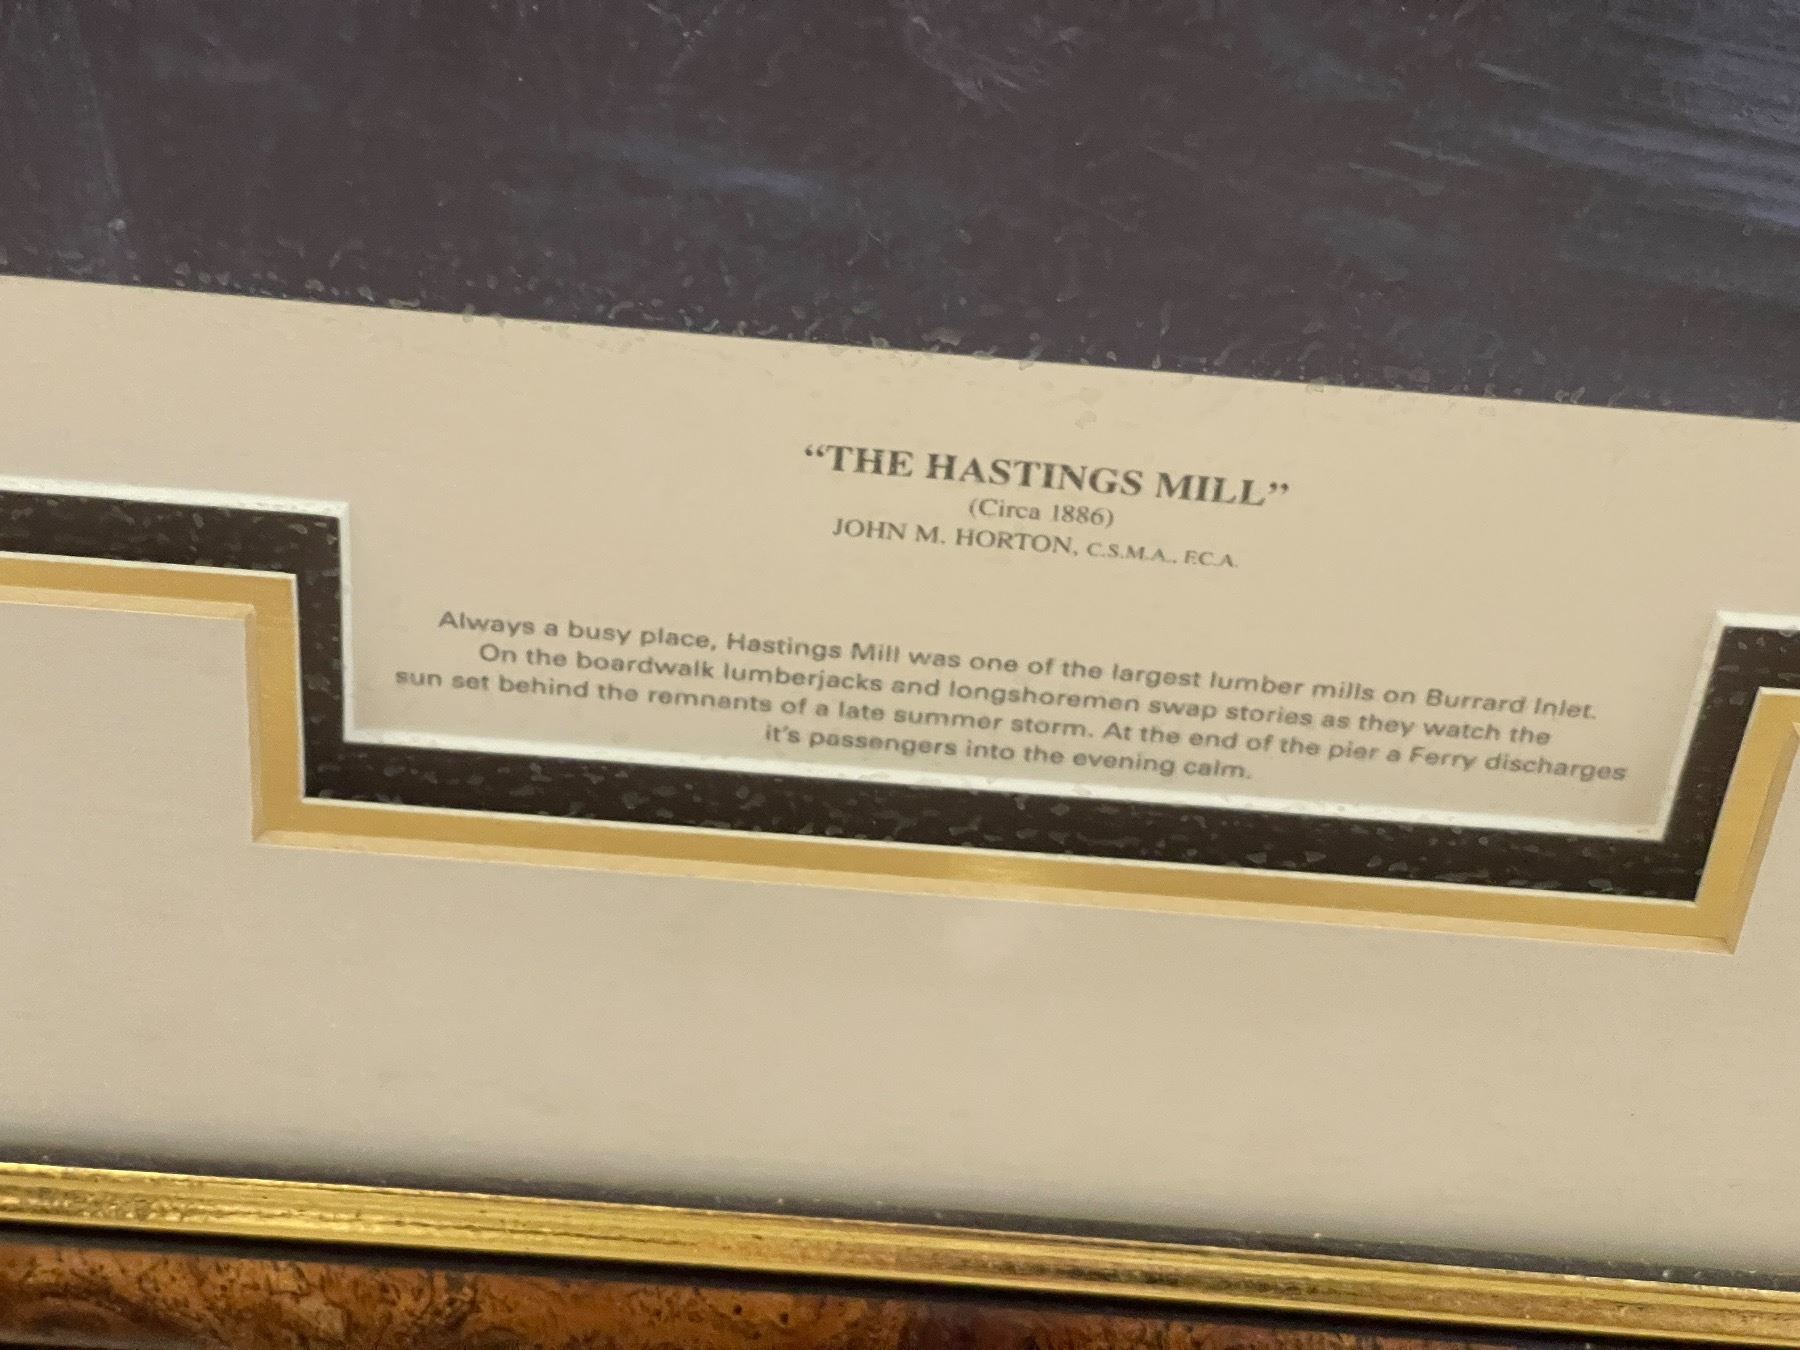 “THE HASTINGS MILL”
(Circa 1886)
JOHN M. HORTON, C.S.M.A., F.C.A.
Always a busy place, Hastings Mill was one of the largest lumber mills on Burrard Inlet.
On the boardwalk lumberjacks and longshoremen swap stories as they watch the
sun set behind the remnants of a late summer storm. At the end of the pier a Ferry discharges
it's passengers into the evening calm.